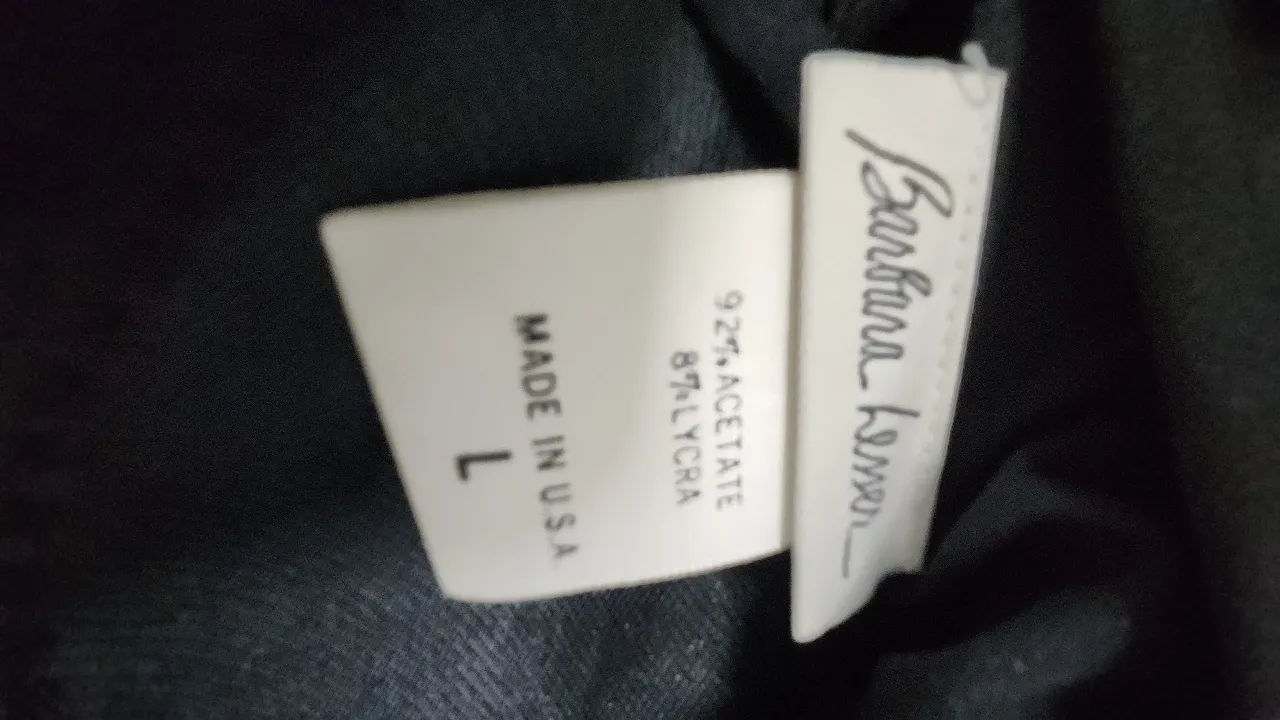 Barbara Lesser
92% ACETATE
8% LYCRA
MADE IN U.S.A
L